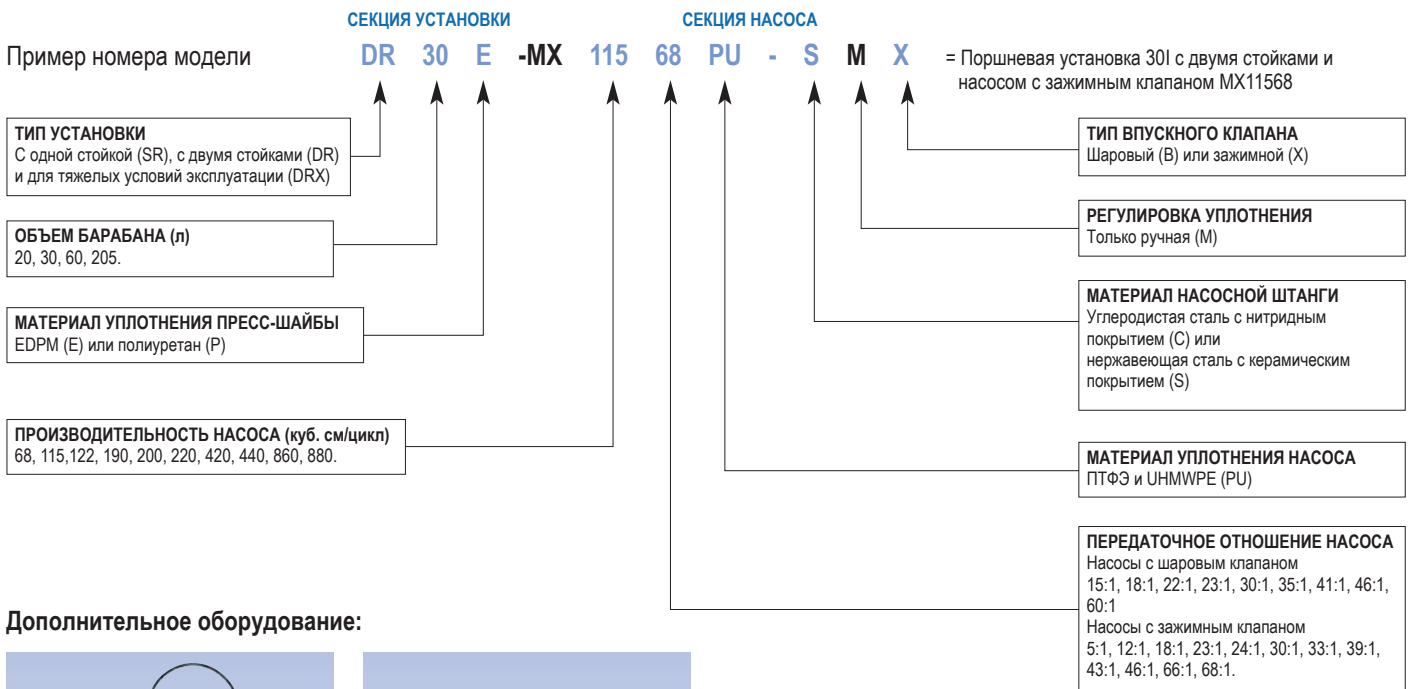 СЕКЦИЯ УСТАНОВКИ СЕКЦИЯ НАСОСА
Пример номера модели DR 30 E -MX 115 68 PU - S M X = Поршневая установка 30l с двумя стойками и
насосом с зажимным клапаном MX11568
ТИП УСТАНОВКИ
С одной стойкой (SR), с двумя стойками (DR)
и для тяжелых условий эксплуатации (DRX)
ОБЪЕМ БАРАБАНА (л)
20, 30, 60, 205.
МАТЕРИАЛ УПЛОТНЕНИЯ ПРЕСС-ШАЙБЫ
EDPM (E) или полиуретан (P)
ПРОИЗВОДИТЕЛЬНОСТЬ НАСОСА (куб. см/цикл)
68, 115,122, 190, 200, 220, 420, 440, 860, 880.
ТИП ВПУСКНОГО КЛАПАНА
Шаровый (B) или зажимной (X)
РЕГУЛИРОВКА УПЛОТНЕНИЯ
Только ручная (M)
МАТЕРИАЛ НАСОСНОЙ ШТАНГИ
Углеродистая сталь с нитридным
покрытием (C) или
нержавеющая сталь с керамическим
покрытием (S)
МАТЕРИАЛ УПЛОТНЕНИЯ НАСОСА
ПТФЭ и UHMWPE (PU)
ПЕРЕДАТОЧНОЕ ОТНОШЕНИЕ НАСОСА
Насосы с шаровым клапаном
15:1, 18:1, 22:1, 23:1, 30:1, 35:1, 41:1, 46:1,
60:1
Насосы с зажимным клапаном
5:1, 12:1, 18:1, 23:1, 24:1, 30:1, 33:1, 39:1,
43:1, 46:1, 66:1, 68:1.
Дополнительное оборудование: